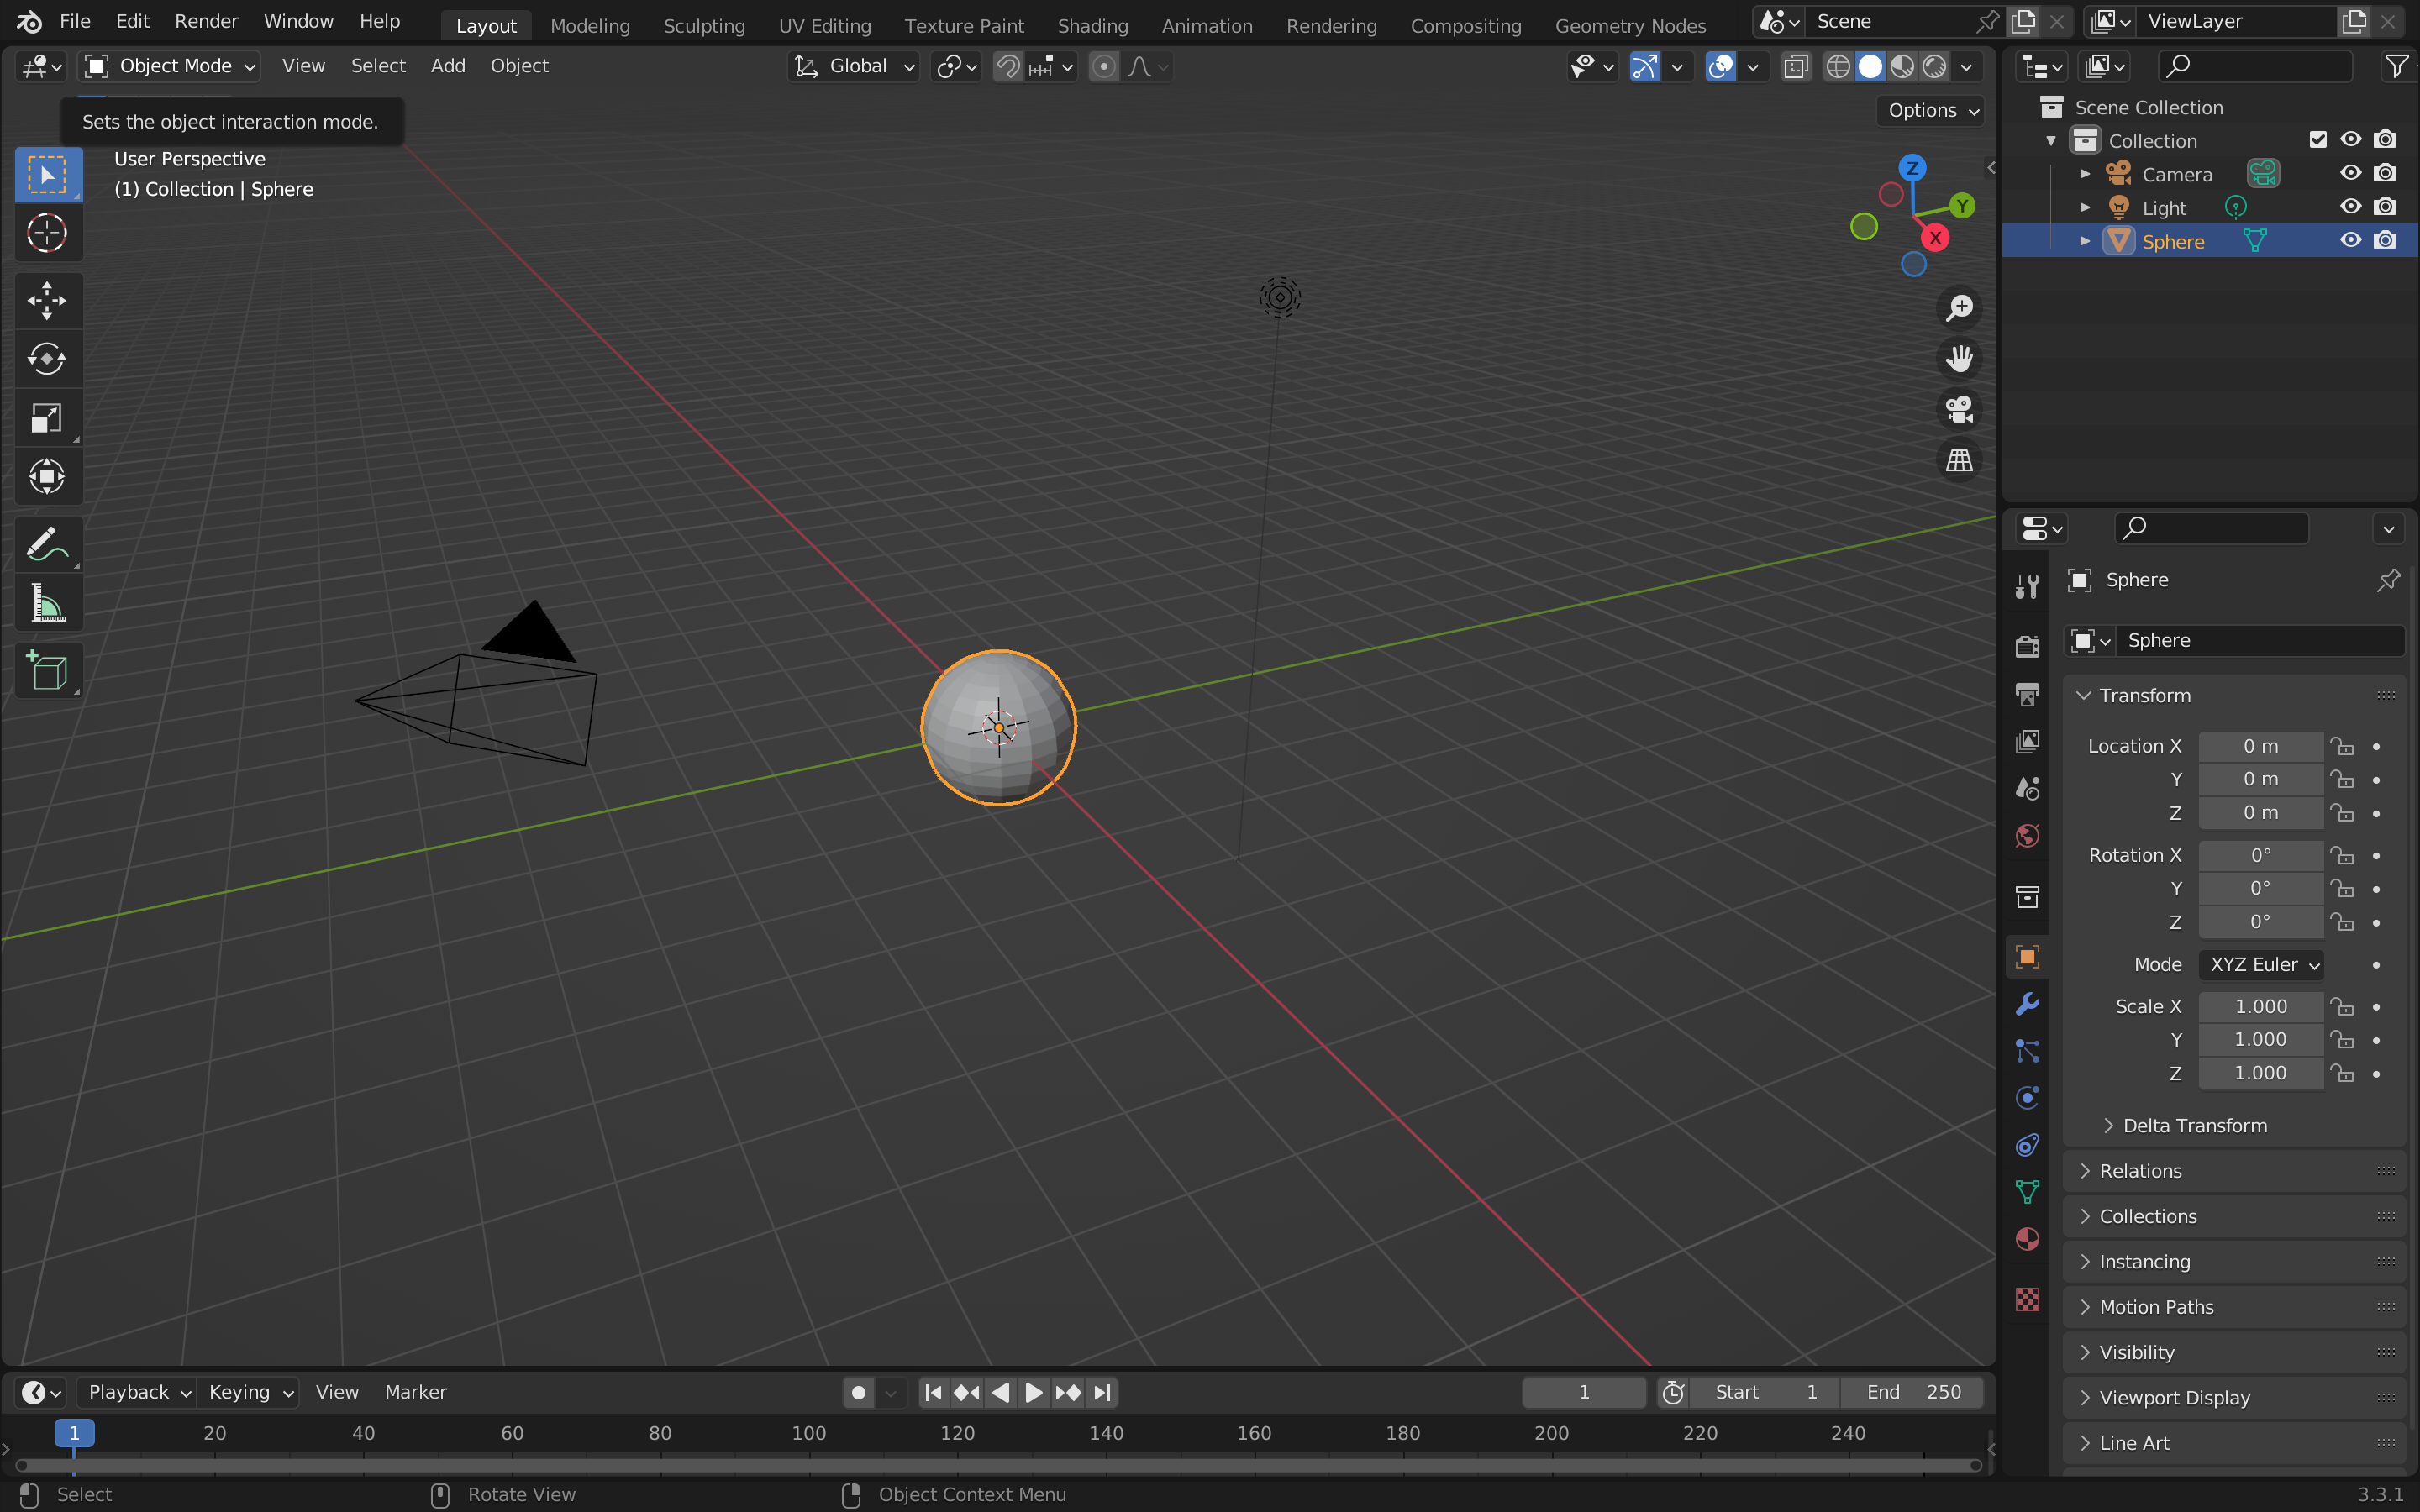 File Edit Render Window Help Layout Modeling Sculpting UV Editing Texture Paint Shading Animation Rendering Compositing Geometry Nodes Scene ViewLayer
Object Mode View Select Add Object Global
Options
Sets the object interaction mode.
User Perspective
(1) Collection | Sphere
Z
Y
X
Scene Collection
Collection
Camera
Light
Sphere
Sphere
Sphere
Transform
Location X 0 m
Y 0 m
Z 0 m
Rotation X 0°
Y 0°
Z 0°
Mode XYZ Euler
Scale X 1.000
Y 1.000
Z 1.000
Delta Transform
Relations
Collections
Instancing
Motion Paths
Visibility
Viewport Display
Line Art
Playback Keying View Marker 1 Start 1 End 250
1 20 40 60 80 100 120 140 160 180 200 220 240
Select Rotate View Object Context Menu 3.3.1